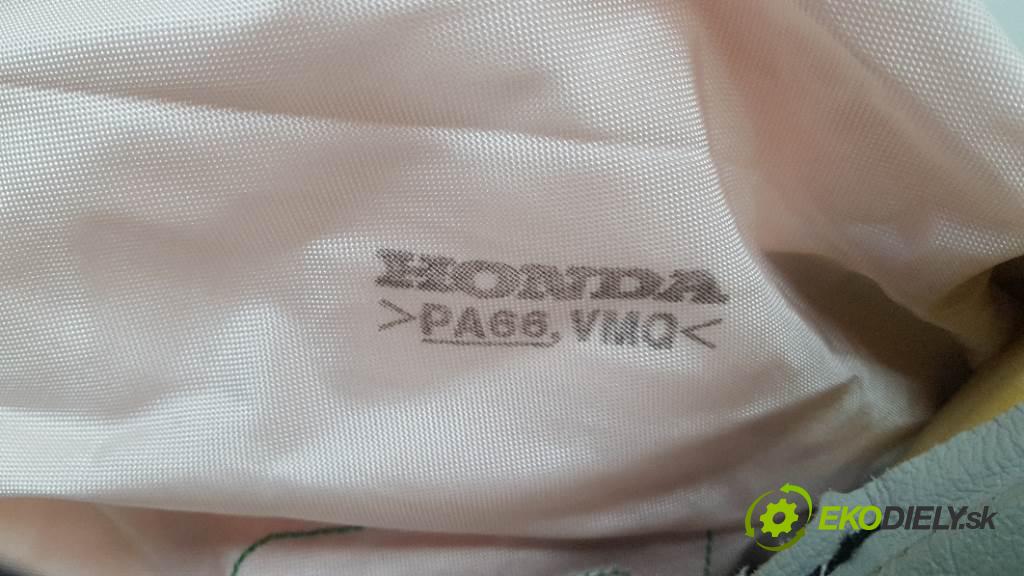 HONDA
>PA66, VMQ<
EKODIELY.sk